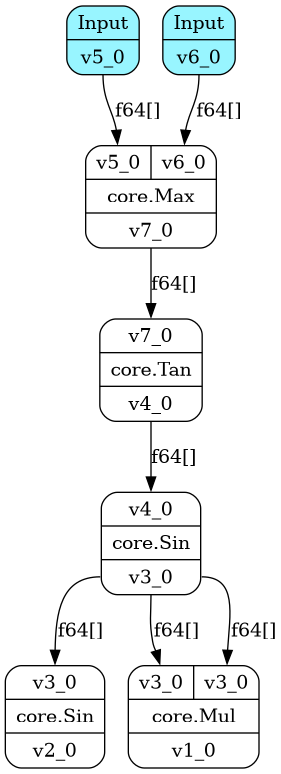 Input Input
v5_0 v6_0
f64[] f64[]
v5_0 v6_0
core.Max
v7_0
f64[]
v7_0
core.Tan
v4_0
f64[]
v4_0
core.Sin
v3_0
f64[] f64[] f64[]
v3_0 v3_0 v3_0
core.Sin core.Mul
v2_0 v1_0